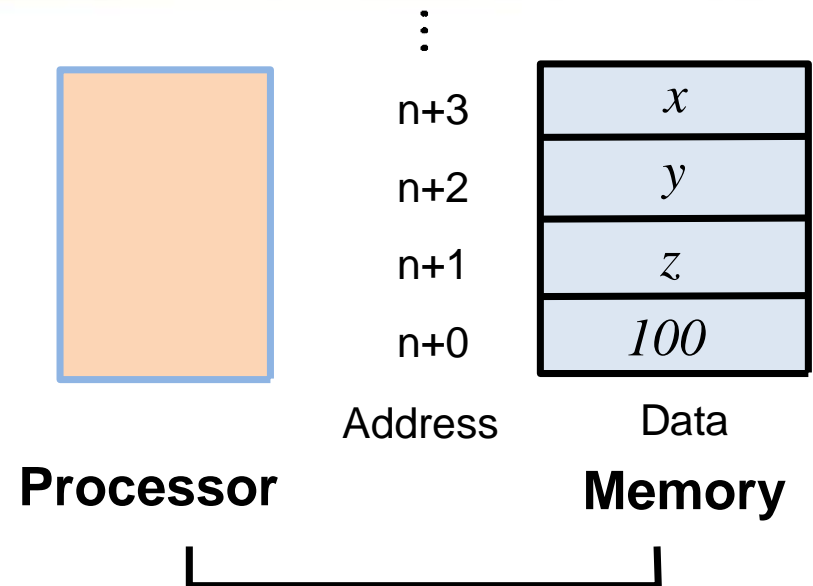 ⋮
n+3 x
n+2 y
n+1 z
n+0 100
Address Data
Processor Memory